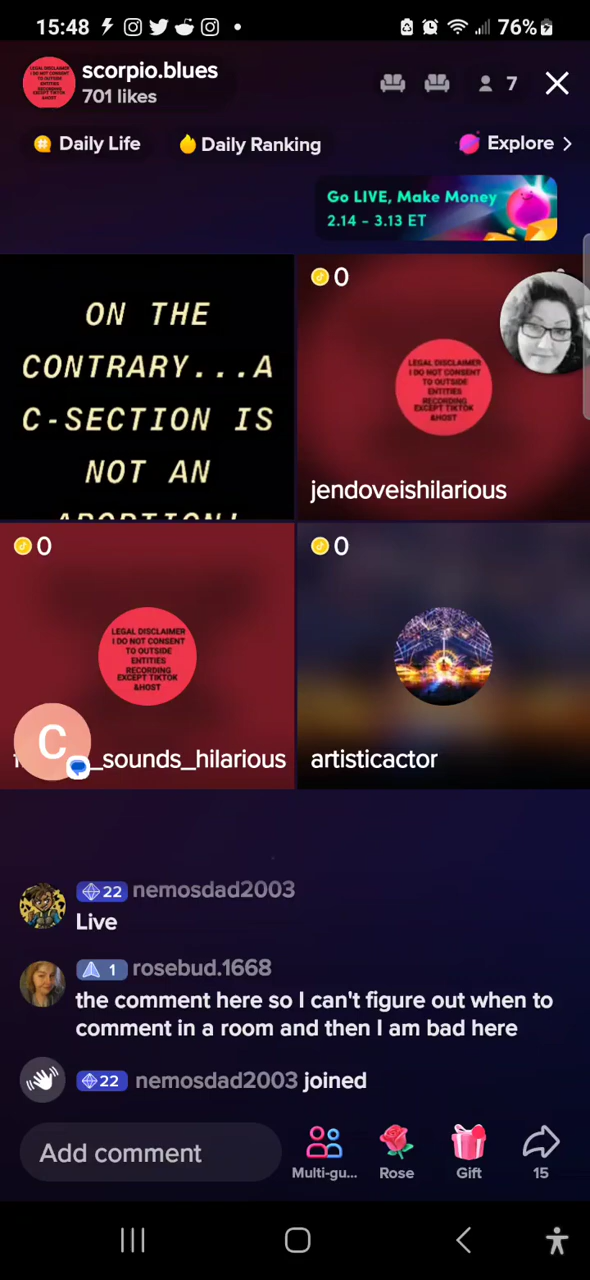 15:48
76%
scorpio.blues
701 likes
7
Daily Life
Daily Ranking
Explore >
Go LIVE, Make Money
2.14 - 3.13 ET
ON THE
CONTRARY...A
C-SECTION IS
NOT AN
ABORTION!
0
LEGAL DISCLAIMER
I DO NOT CONSENT
TO OUTSIDE
ENTITIES
RECORDING
EXCEPT TIKTOK
&HOST
jendoveishilarious
0
LEGAL DISCLAIMER
I DO NOT CONSENT
TO OUTSIDE
ENTITIES
RECORDING
EXCEPT TIKTOK
&HOST
C
_sounds_hilarious
0
artisticactor
22 nemosdad2003
Live
1 rosebud.1668
the comment here so I can't figure out when to
comment in a room and then I am bad here
22 nemosdad2003 joined
Add comment
Multi-gu...
Rose
Gift
15